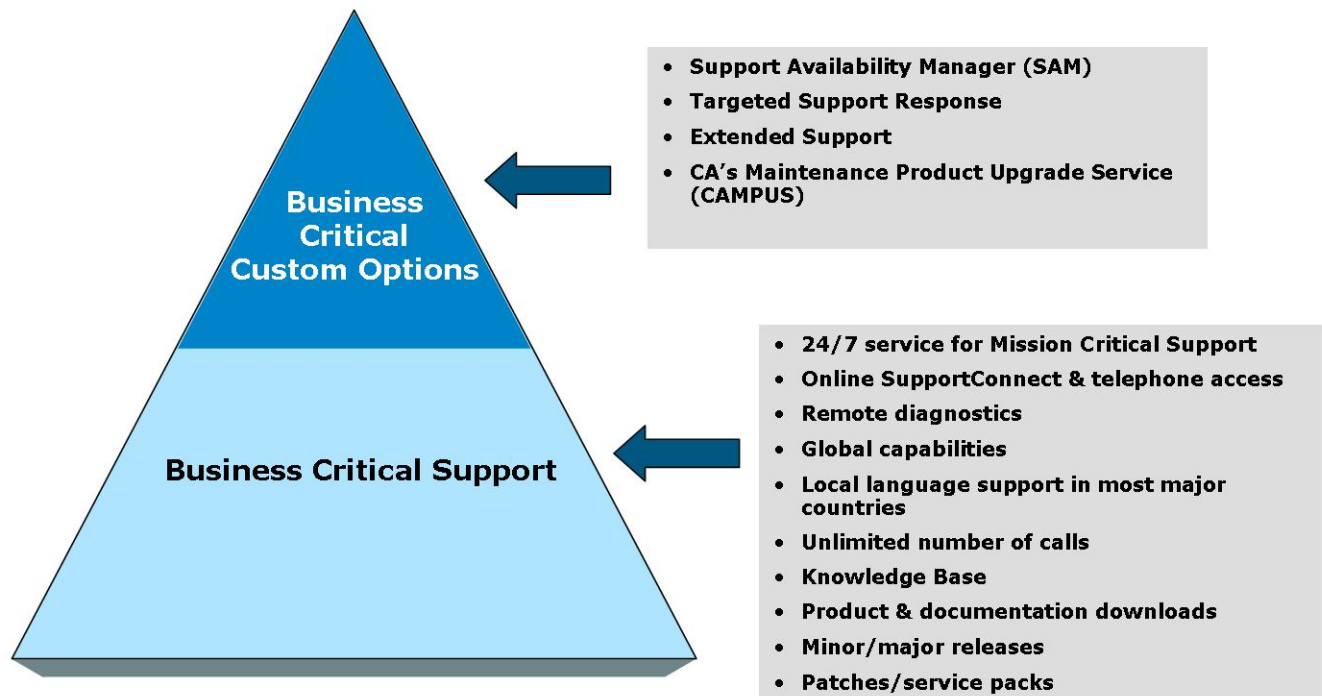 Business
Critical
Custom Options
• Support Availability Manager (SAM)
• Targeted Support Response
• Extended Support
• CA's Maintenance Product Upgrade Service
(CAMPUS)
Business Critical Support
• 24/7 service for Mission Critical Support
• Online SupportConnect & telephone access
• Remote diagnostics
• Global capabilities
• Local language support in most major
countries
• Unlimited number of calls
• Knowledge Base
• Product & documentation downloads
• Minor/major releases
• Patches/service packs